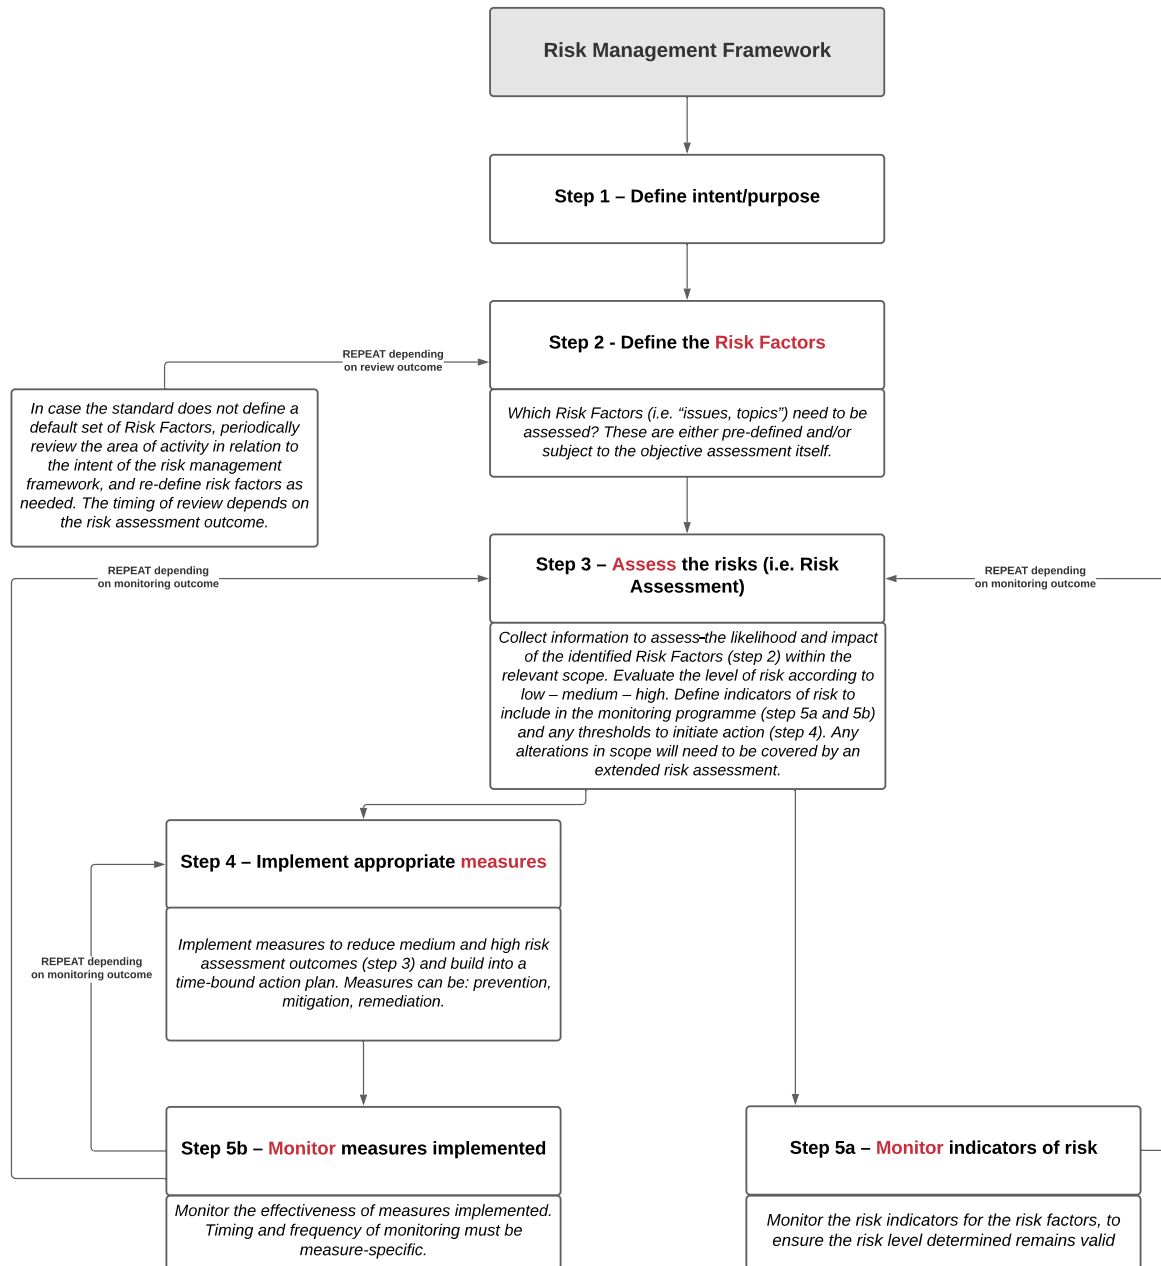 Risk Management Framework
Step 1 – Define intent/purpose
Step 2 - Define the Risk Factors
REPEAT depending
on review outcome
In case the standard does not define a
default set of Risk Factors, periodically
review the area of activity in relation to
the intent of the risk management
framework, and re-define risk factors as
needed. The timing of review depends on
the risk assessment outcome.
Which Risk Factors (i.e. “issues, topics”) need to be
assessed? These are either pre-defined and/or
subject to the objective assessment itself.
REPEAT depending
on monitoring outcome
Step 3 – Assess the risks (i.e. Risk
Assessment)
REPEAT depending
on monitoring outcome
Collect information to assess the likelihood and impact
of the identified Risk Factors (step 2) within the
relevant scope. Evaluate the level of risk according to
low – medium – high. Define indicators of risk to
include in the monitoring programme (step 5a and 5b)
and any thresholds to initiate action (step 4). Any
alterations in scope will need to be covered by an
extended risk assessment.
Step 4 – Implement appropriate measures
Implement measures to reduce medium and high risk
assessment outcomes (step 3) and build into a
time-bound action plan. Measures can be: prevention,
mitigation, remediation.
REPEAT depending
on monitoring outcome
Step 5b – Monitor measures implemented
Monitor the effectiveness of measures implemented.
Timing and frequency of monitoring must be
measure-specific.
Step 5a – Monitor indicators of risk
Monitor the risk indicators for the risk factors, to
ensure the risk level determined remains valid